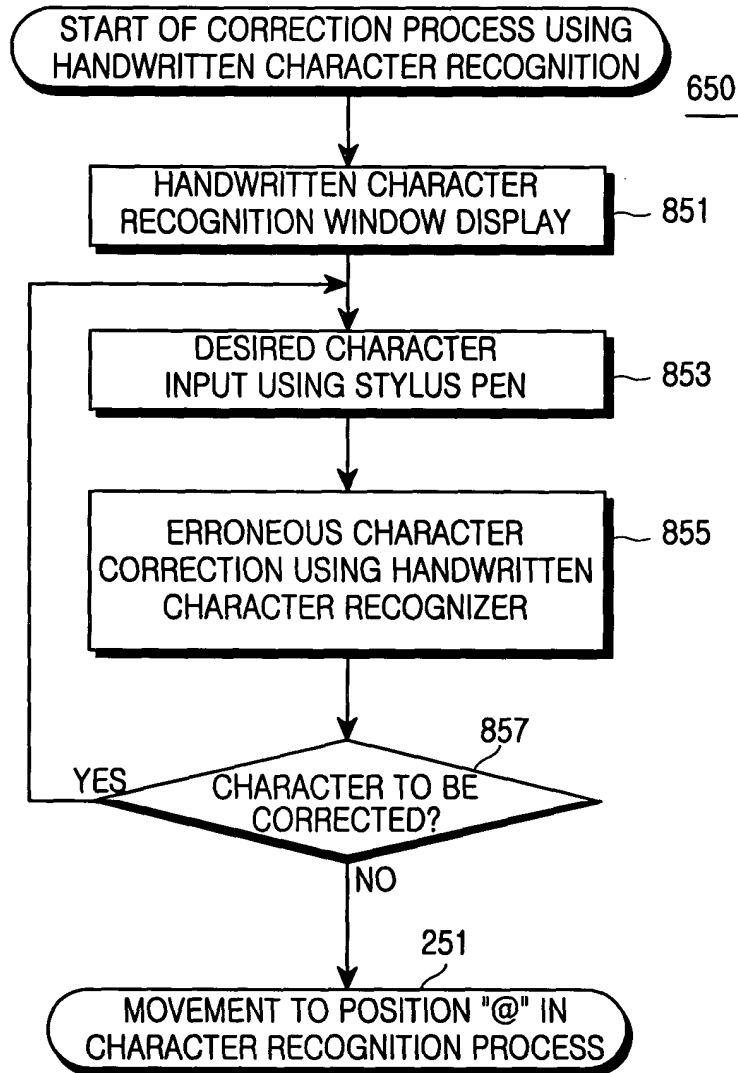 START OF CORRECTION PROCESS USING
HANDWRITTEN CHARACTER RECOGNITION
650
HANDWRITTEN CHARACTER
RECOGNITION WINDOW DISPLAY
851
DESIRED CHARACTER
INPUT USING STYLUS PEN
853
ERRONEOUS CHARACTER
CORRECTION USING HANDWRITTEN
CHARACTER RECOGNIZER
855
857
YES
CHARACTER TO BE
CORRECTED?
NO
251
MOVEMENT TO POSITION "@" IN
CHARACTER RECOGNITION PROCESS